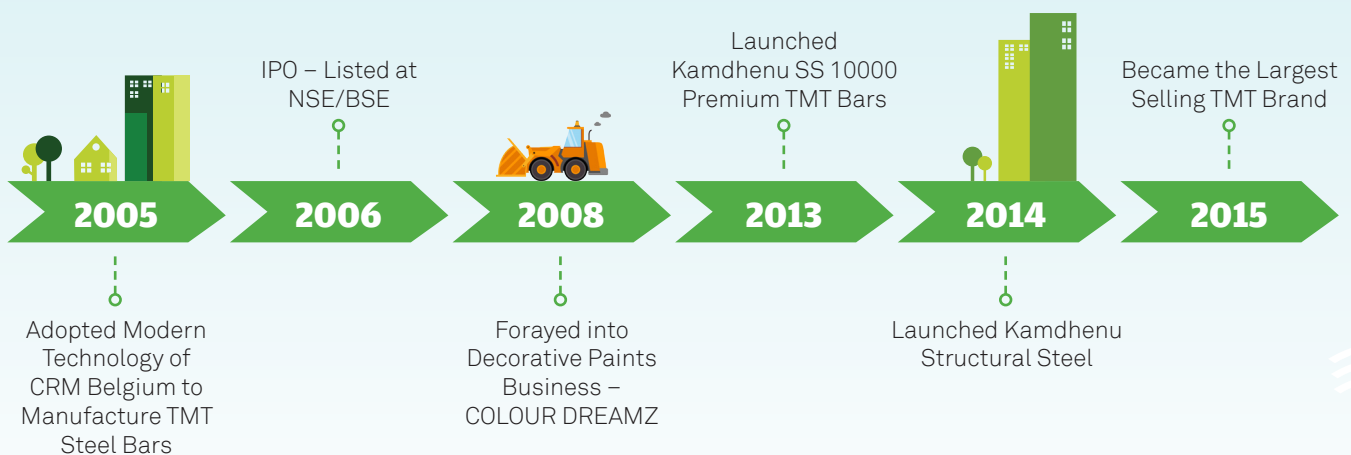 2005
Adopted Modern
Technology of
CRM Belgium to
Manufacture TMT
Steel Bars
IPO – Listed at
NSE/BSE
2006
2008
Forayed into
Decorative Paints
Business –
COLOUR DREAMZ
Launched
Kamdhenu SS 10000
Premium TMT Bars
2013
2014
Launched Kamdhenu
Structural Steel
Became the Largest
Selling TMT Brand
2015